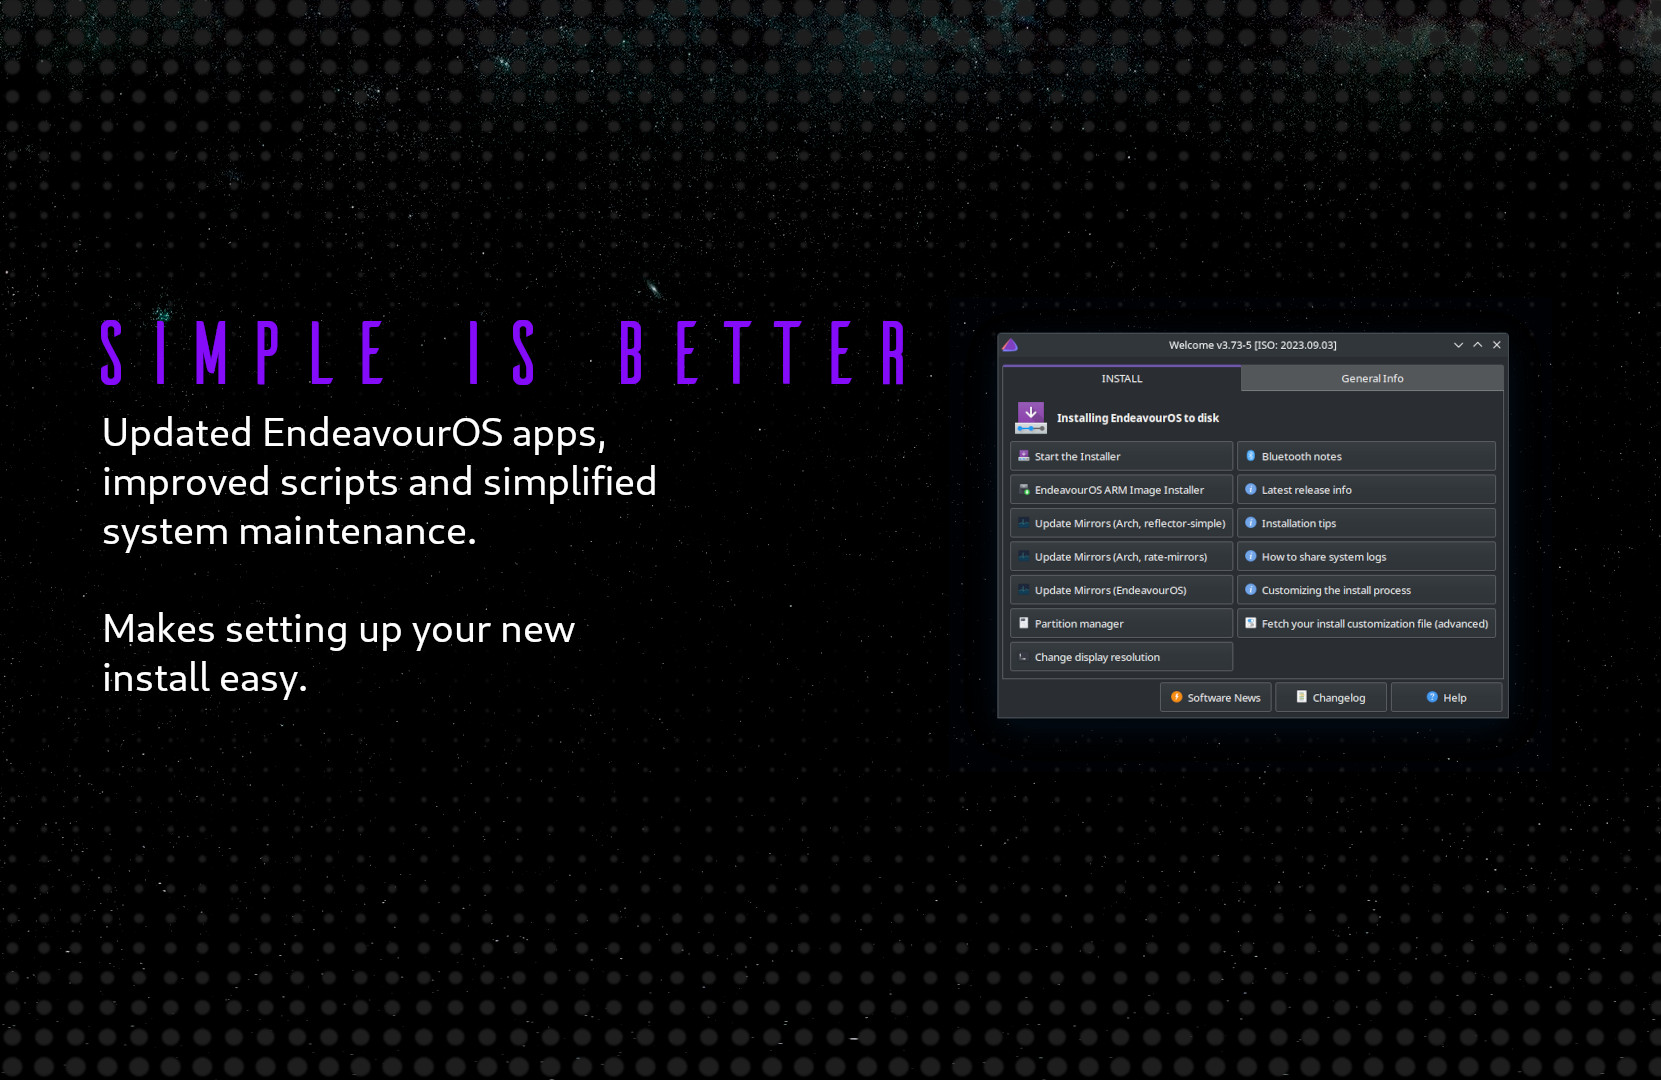 SIMPLE IS BETTER
Updated EndeavourOS apps,
improved scripts and simplified
system maintenance.
Makes setting up your new
install easy.
Welcome v3.73-5 [ISO: 2023.09.03]
INSTALL
General Info
Installing EndeavourOS to disk
Start the Installer
Bluetooth notes
EndeavourOS ARM Image Installer
Latest release info
Update Mirrors (Arch, reflector-simple)
Installation tips
Update Mirrors (Arch, rate-mirrors)
How to share system logs
Update Mirrors (EndeavourOS)
Customizing the install process
Partition manager
Fetch your install customization file (advanced)
Change display resolution
Software News
Changelog
Help